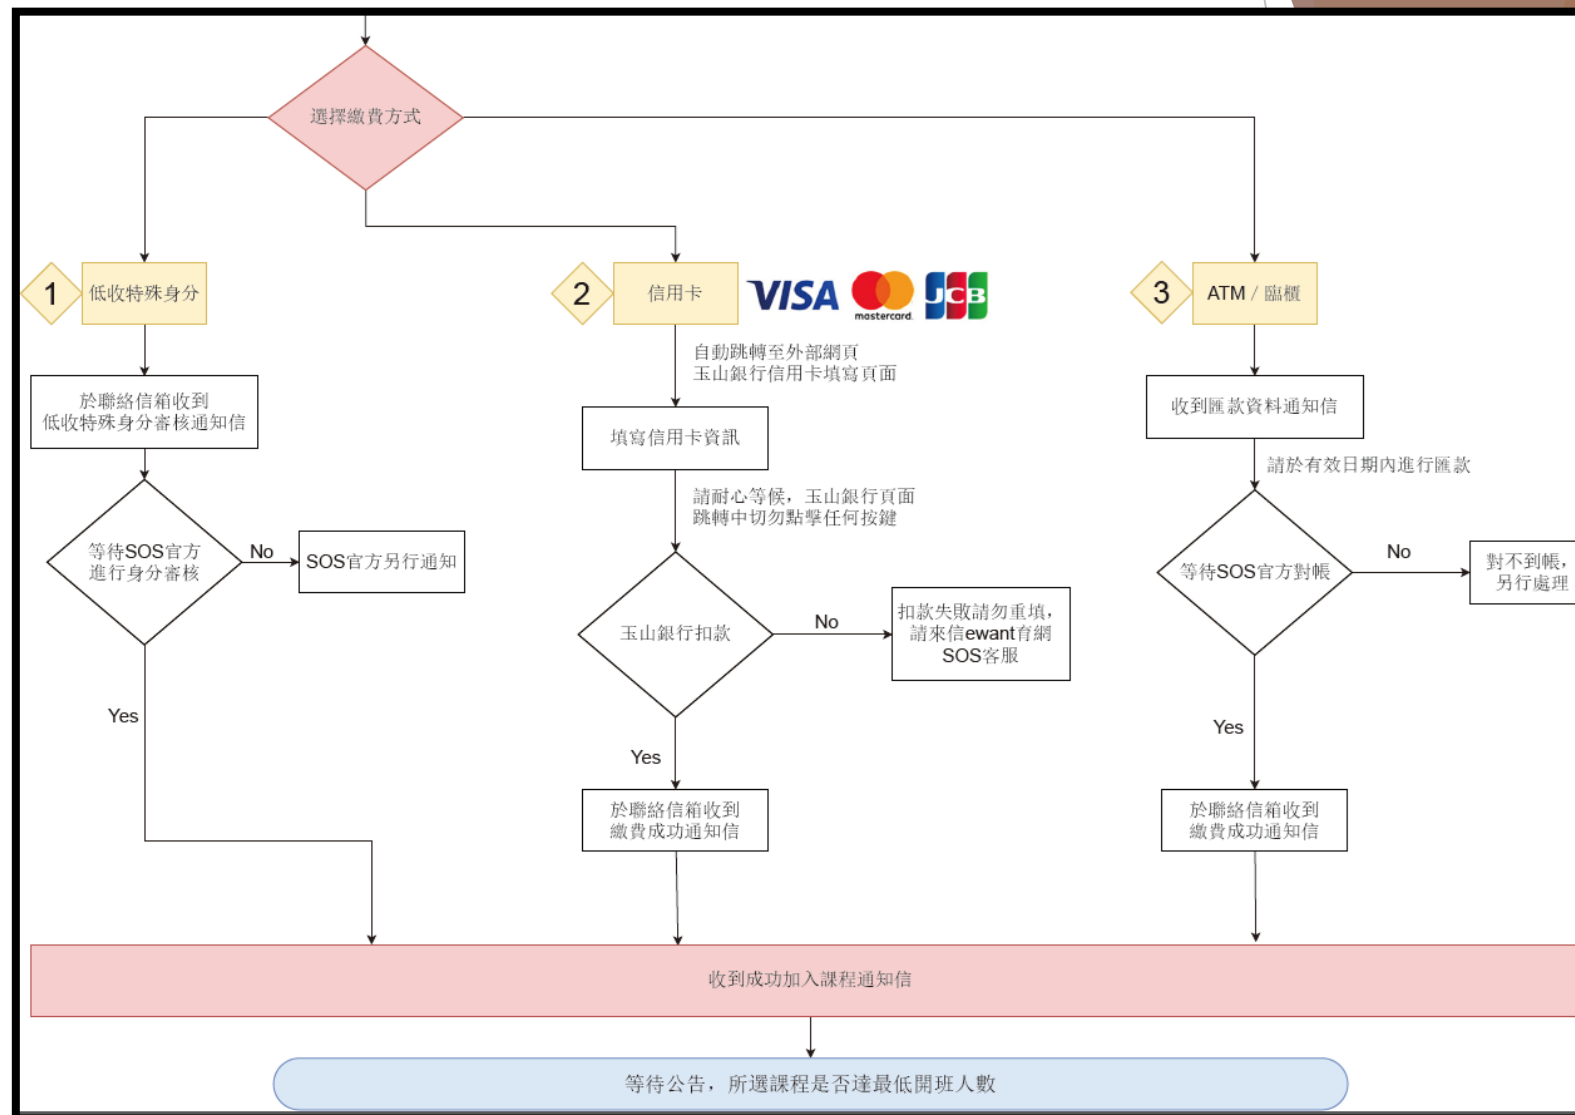 選擇繳費方式
1
低收特殊身分
2
信用卡
VISA
mastercard.
JCB
3
ATM / 臨櫃
自動跳轉至外部網頁
玉山銀行信用卡填寫頁面
於聯絡信箱收到
低收特殊身分審核通知信
填寫信用卡資訊
收到匯款資料通知信
請於有效日期內進行匯款
請耐心等候，玉山銀行頁面
跳轉中切勿點擊任何按鍵
等待SOS官方
進行身分審核
No
SOS官方另行通知
玉山銀行扣款
No
扣款失敗請勿重填，
請來信ewant育網
SOS客服
等待SOS官方對帳
No
對不到帳，
另行處理
Yes
Yes
Yes
於聯絡信箱收到
繳費成功通知信
於聯絡信箱收到
繳費成功通知信
收到成功加入課程通知信
等待公告，所選課程是否達最低開班人數